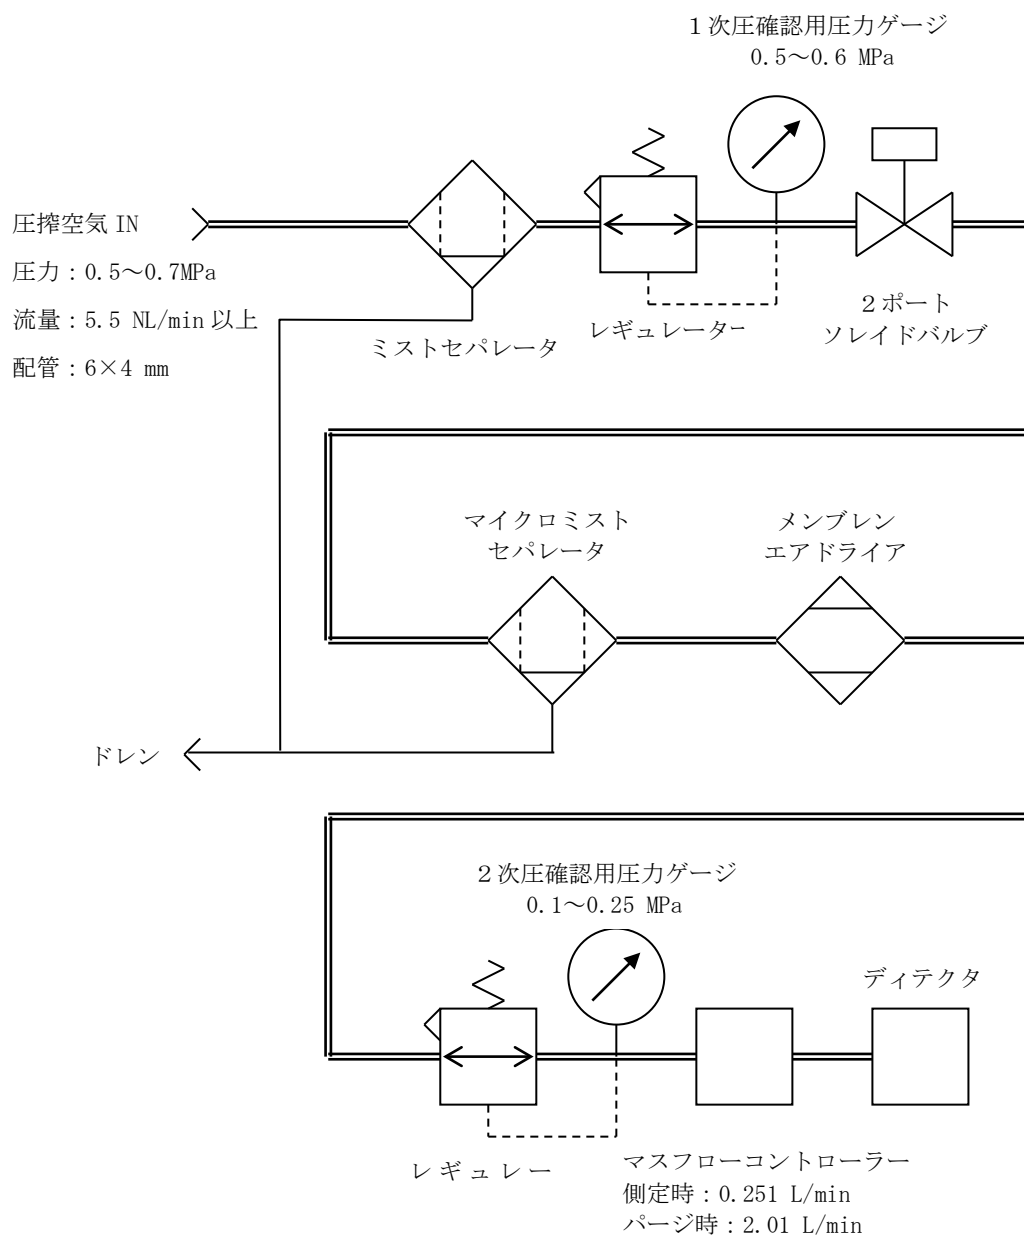 １次圧確認用圧力ゲージ
0.5～0.6 MPa
圧搾空気 IN
圧力：0.5～0.7MPa
流量：5.5 NL/min 以上
配管：6×4 mm
ミストセパレータ
レギュレーター
２ポート
ソレイドバルブ
マイクロミスト
セパレータ
メンブレン
エアドライア
ドレン
２次圧確認用圧力ゲージ
0.1～0.25 MPa
ディテクタ
レギュレー
マスフローコントローラー
側定時：0.251 L/min
パージ時：2.01 L/min